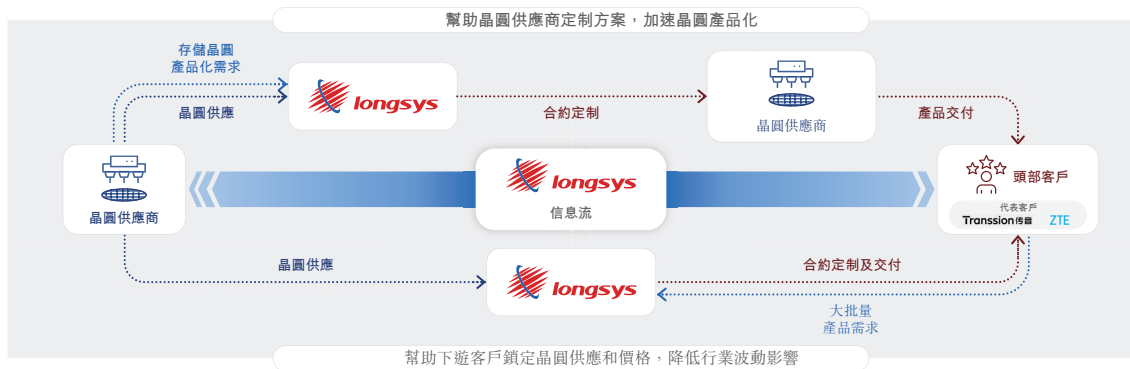 幫助晶圓供應商定制方案，加速晶圓產品化
存儲晶圓
產品化需求
晶圓供應
longsys
合約定制
晶圓供應商
產品交付
晶圓供應商
longsys
信息流
頭部客戶
代表客戶
Transsion传音 ZTE
晶圓供應
longsys
合約定制及交付
大批量
產品需求
幫助下遊客戶鎖定晶圓供應和價格，降低行業波動影響